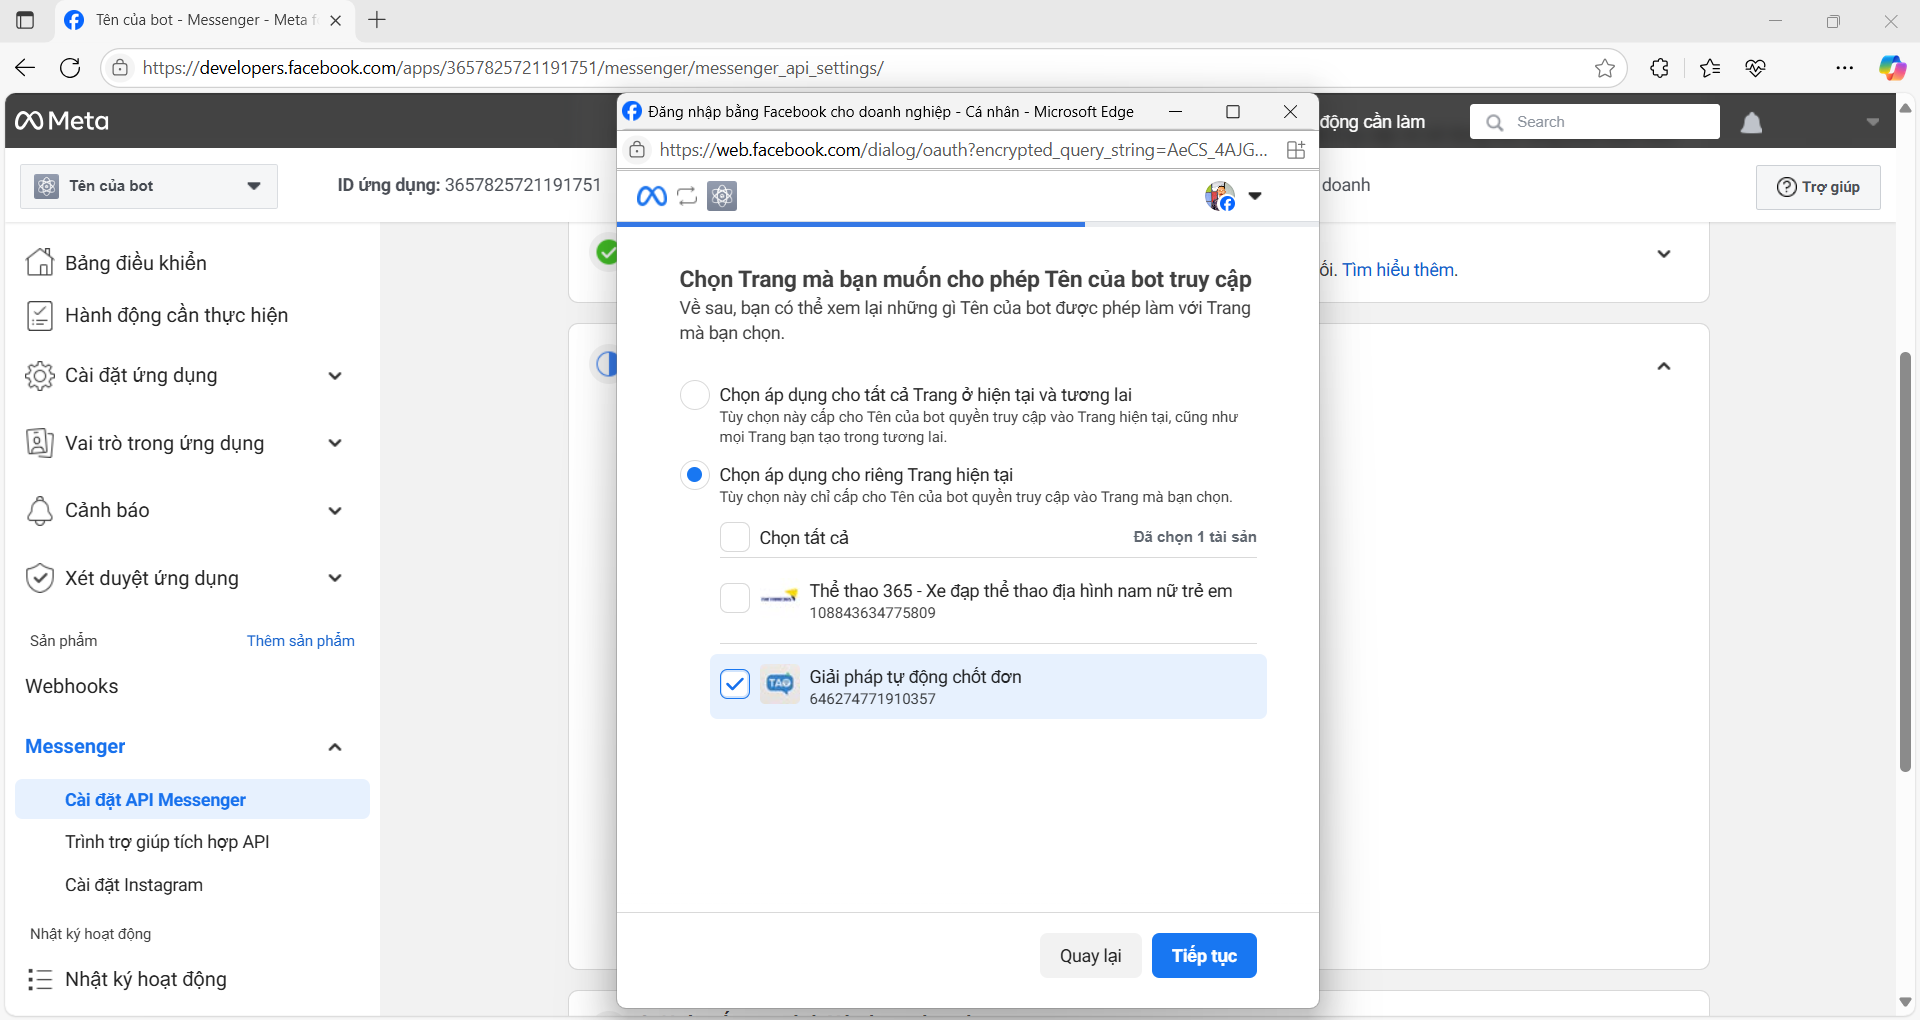 Tên của bot - Messenger - Meta f
https://developers.facebook.com/apps/3657825721191751/messenger/messenger_api_settings/
Meta
Tên của bot
ID ứng dụng: 3657825721191751
Bảng điều khiển
Hành động cần thực hiện
Cài đặt ứng dụng
Vai trò trong ứng dụng
Cảnh báo
Xét duyệt ứng dụng
Sản phẩm
Thêm sản phẩm
Webhooks
Messenger
Cài đặt API Messenger
Trình trợ giúp tích hợp API
Cài đặt Instagram
Nhật ký hoạt động
Nhật ký hoạt động
Đăng nhập bằng Facebook cho doanh nghiệp - Cá nhân - Microsoft Edge
https://web.facebook.com/dialog/oauth?encrypted_query_string=AeCS_4AJG...
Chọn Trang mà bạn muốn cho phép Tên của bot truy cập
Về sau, bạn có thể xem lại những gì Tên của bot được phép làm với Trang
mà bạn chọn.
Chọn áp dụng cho tất cả Trang ở hiện tại và tương lai
Tùy chọn này cấp cho Tên của bot quyền truy cập vào Trang hiện tại, cũng như
mọi Trang bạn tạo trong tương lai.
Chọn áp dụng cho riêng Trang hiện tại
Tùy chọn này chỉ cấp cho Tên của bot quyền truy cập vào Trang mà bạn chọn.
Chọn tất cả
Đã chọn 1 tài sản
Thể thao 365 - Xe đạp thể thao địa hình nam nữ trẻ em
108843634775809
TAO
Giải pháp tự động chốt đơn
646274771910357
Quay lại
Tiếp tục
động cần làm
Search
doanh
Trợ giúp
ối. Tìm hiểu thêm.